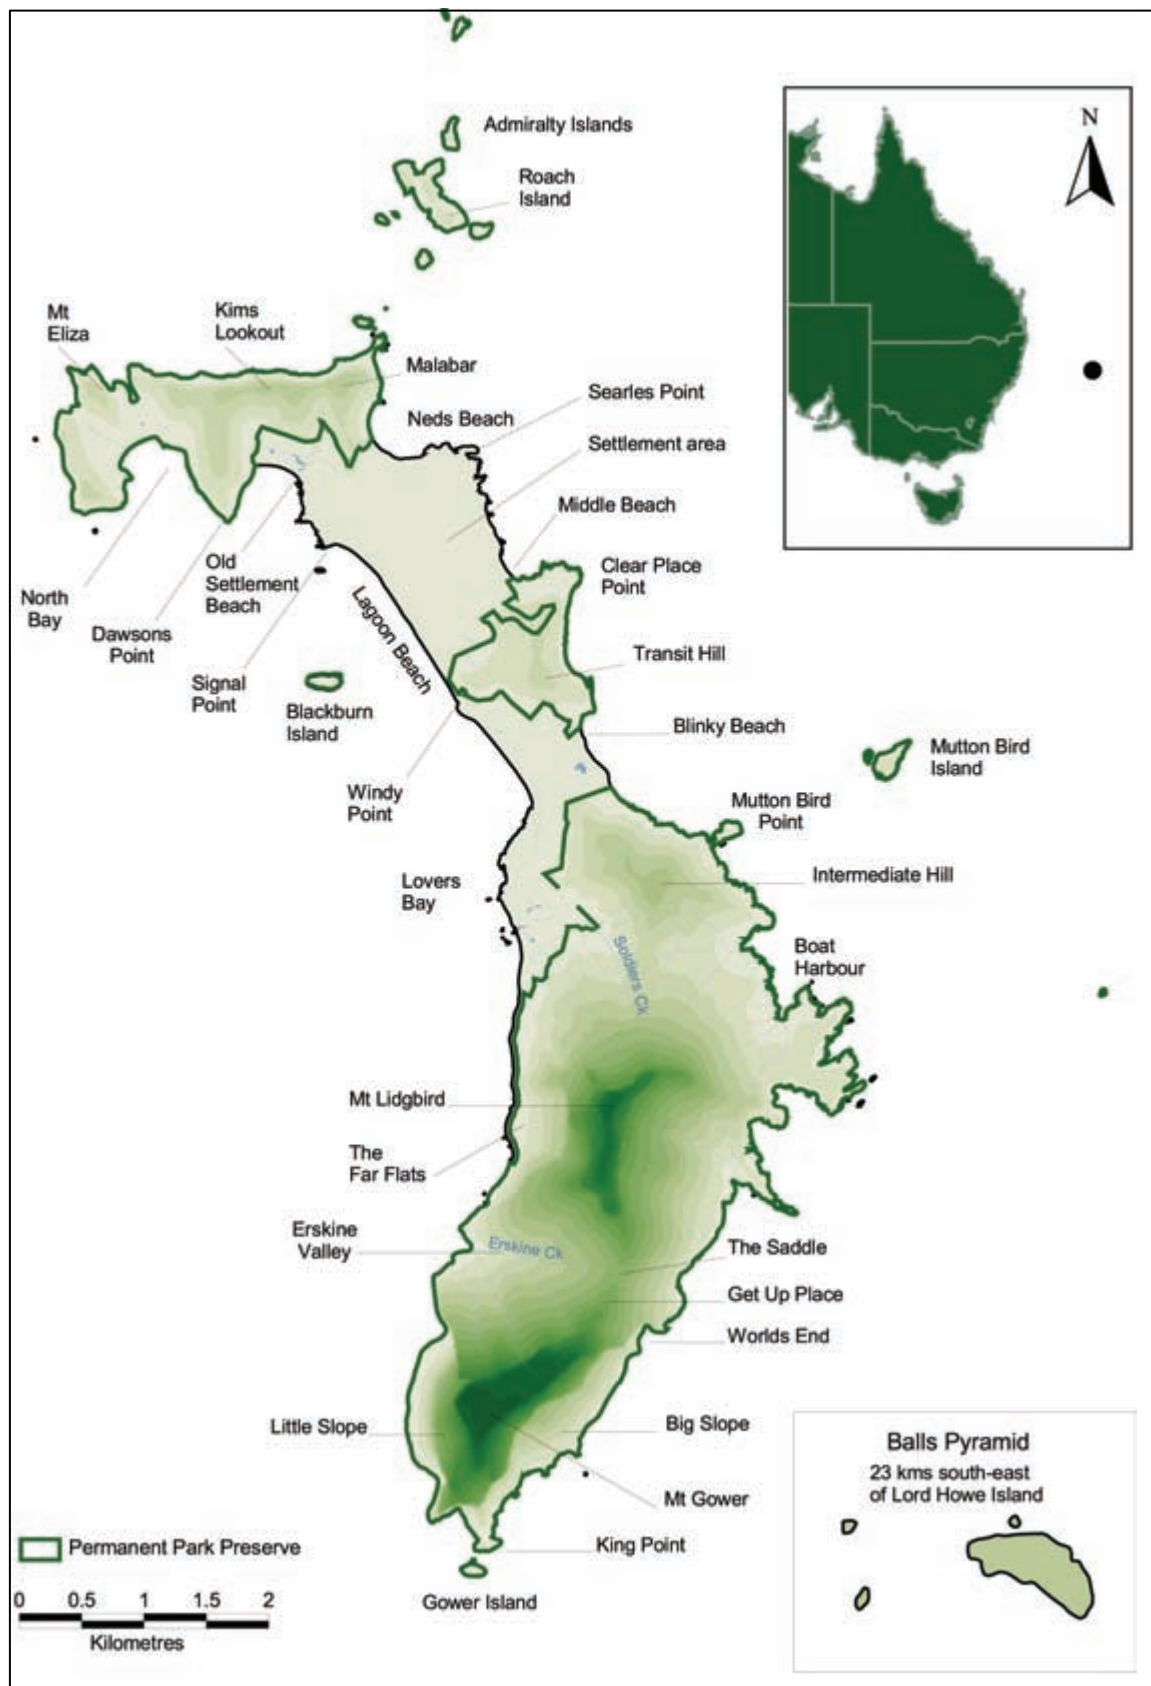 Admiralty Islands
N
Roach
Island
Mt
Eliza
Kims
Lookout
Malabar
Searles Point
Neds Beach
Settlement area
Middle Beach
Clear Place
Point
Old
Settlement
Beach
North
Bay
Dawsons
Point
Lagoon Beach
Transit Hill
Signal
Point
Blackburn
Island
Blinky Beach
Mutton Bird
Island
Windy
Point
Mutton Bird
Point
Intermediate Hill
Lovers
Bay
Soldiers Ck
Boat
Harbour
Mt Lidgbird
The
Far Flats
Erskine
Valley
Erskine Ck
The Saddle
Get Up Place
Worlds End
Little Slope
Big Slope
Mt Gower
King Point
Gower Island
Balls Pyramid
23 kms south-east
of Lord Howe Island
Permanent Park Preserve
0 0.5 1 1.5 2
Kilometres